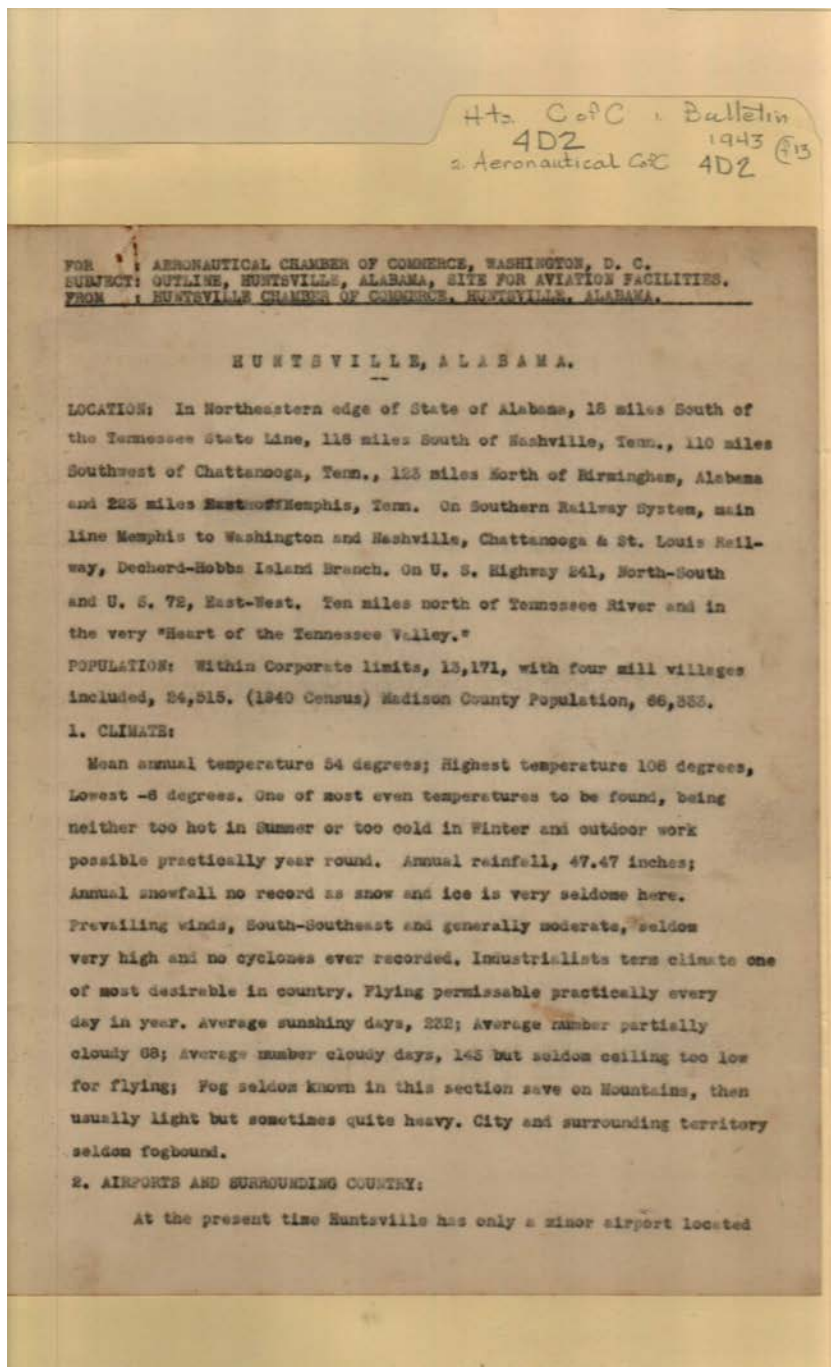 Hts. C of C 1 Bulletin
4D2 1943
2. Aeronautical C of C 4D2
FOR : AERONAUTICAL CHAMBER OF COMMERCE, WASHINGTON, D. C.
SUBJECT: OUTLINE, HUNTSVILLE, ALABAMA, SITE FOR AVIATION FACILITIES.
FROM : HUNTSVILLE CHAMBER OF COMMERCE, HUNTSVILLE, ALABAMA.
HUNTSVILLE, ALABAMA.
LOCATION: In Northeastern edge of State of Alabama, 18 miles South of
the Tennessee State Line, 116 miles South of Nashville, Tenn., 110 miles
Southwest of Chattanooga, Tenn., 123 miles North of Birmingham, Alabama
and 223 miles East of Memphis, Tenn. On Southern Railway System, main
line Memphis to Washington and Nashville, Chattanooga & St. Louis Rail-
way, Decherd-Hobbs Island Branch. On U. S. Highway 241, North-South
and U. S. 72, East-West. Ten miles north of Tennessee River and in
the very "Heart of the Tennessee Valley."
POPULATION: Within Corporate limits, 13,171, with four mill villages
included, 24,515. (1940 Census) Madison County Population, 66,333.
1. CLIMATE:
Mean annual temperature 54 degrees; Highest temperature 106 degrees,
Lowest -6 degrees. One of most even temperatures to be found, being
neither too hot in Summer or too cold in Winter and outdoor work
possible practically year round. Annual rainfall, 47.47 inches;
Annual snowfall no record as snow and ice is very seldome here.
Prevailing winds, South-Southeast and generally moderate, seldom
very high and no cyclones ever recorded. Industrialists term climate one
of most desirable in country. Flying permissable practically every
day in year. Average sunshiny days, 232; Average number partially
cloudy 68; Average number cloudy days, 143 but seldom ceiling too low
for flying; Fog seldom known in this section save on Mountains, then
usually light but sometimes quite heavy. City and surrounding territory
seldom fogbound.
2. AIRPORTS AND SURROUNDING COUNTRY:
At the present time Huntsville has only a minor airport located